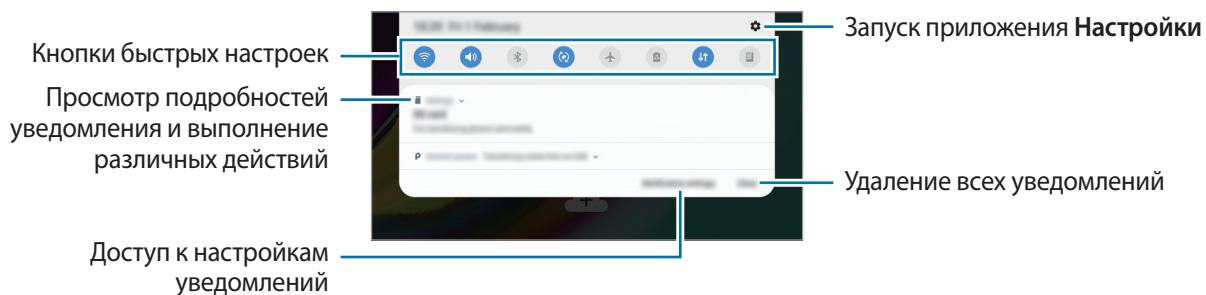 Запуск приложения Настройки
Кнопки быстрых настроек
Просмотр подробностей
уведомления и выполнение
различных действий
Удаление всех уведомлений
Доступ к настройкам
уведомлений